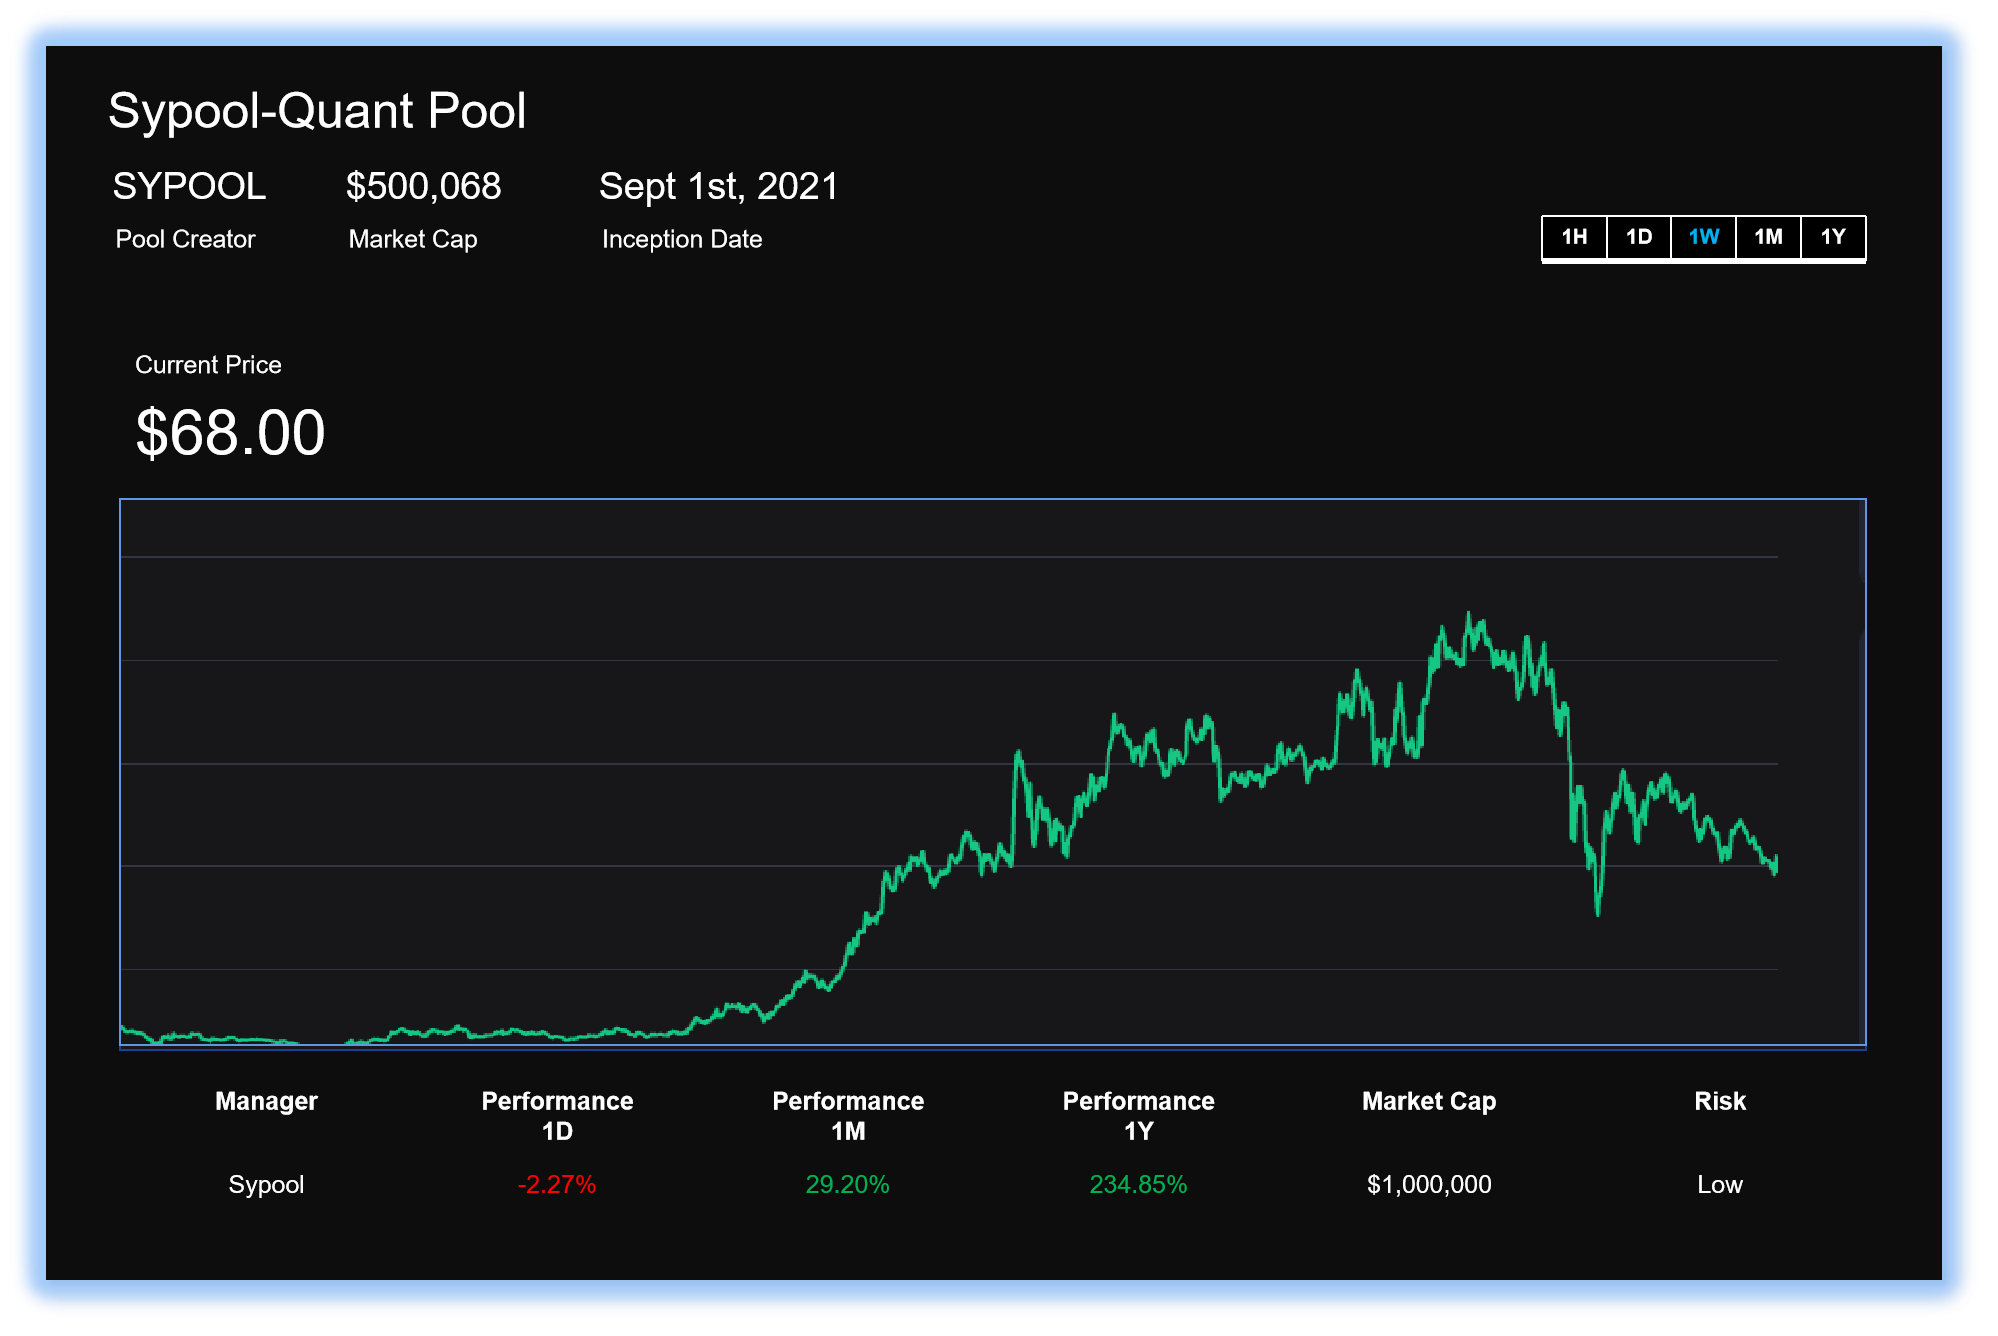 Sypool-Quant Pool
SYPOOL $500,068 Sept 1st, 2021
Pool Creator Market Cap Inception Date
1H 1D 1W 1M 1Y
Current Price
$68.00
Manager Performance Performance Performance Market Cap Risk
1D 1M 1Y
Sypool -2.27% 29.20% 234.85% $1,000,000 Low